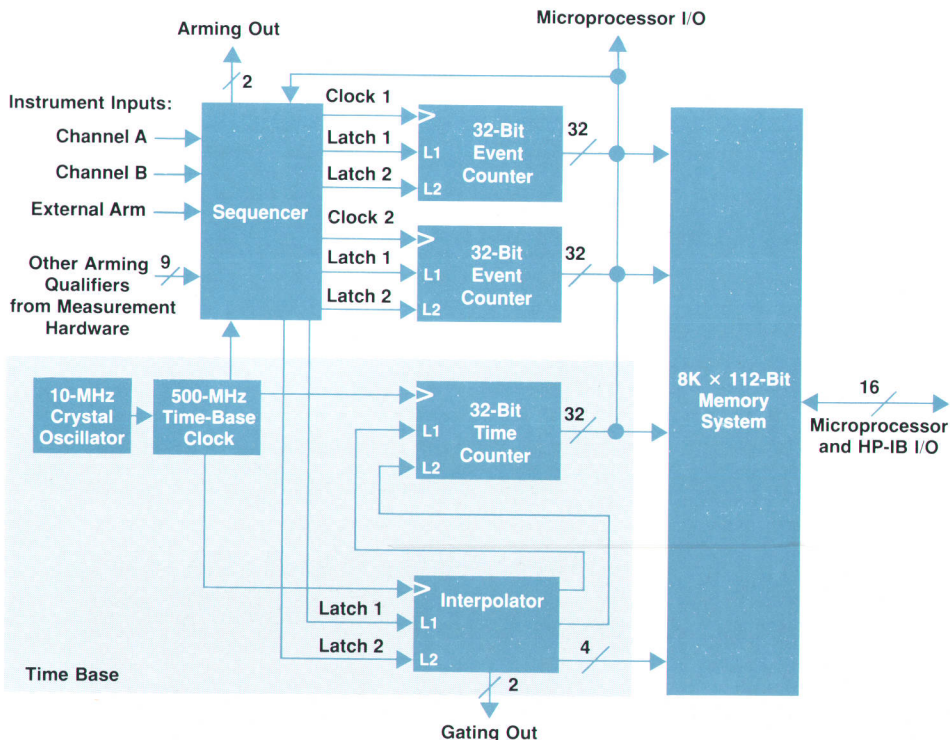 Microprocessor I/O
Arming Out
2
Instrument Inputs:
Channel A
Channel B
External Arm
Other Arming
Qualifiers
from Measurement
Hardware
9
Sequencer
Clock 1
Latch 1
Latch 2
L1
L2
32-Bit
Event
Counter
32
Clock 2
Latch 1
Latch 2
L1
L2
32-Bit
Event
Counter
32
10-MHz
Crystal
Oscillator
500-MHz
Time-Base
Clock
L1
L2
32-Bit
Time
Counter
32
8K × 112-Bit
Memory
System
16
Microprocessor
and HP-IB I/O
Latch 1
Latch 2
Interpolator
L1
L2
4
2
Time Base
Gating Out